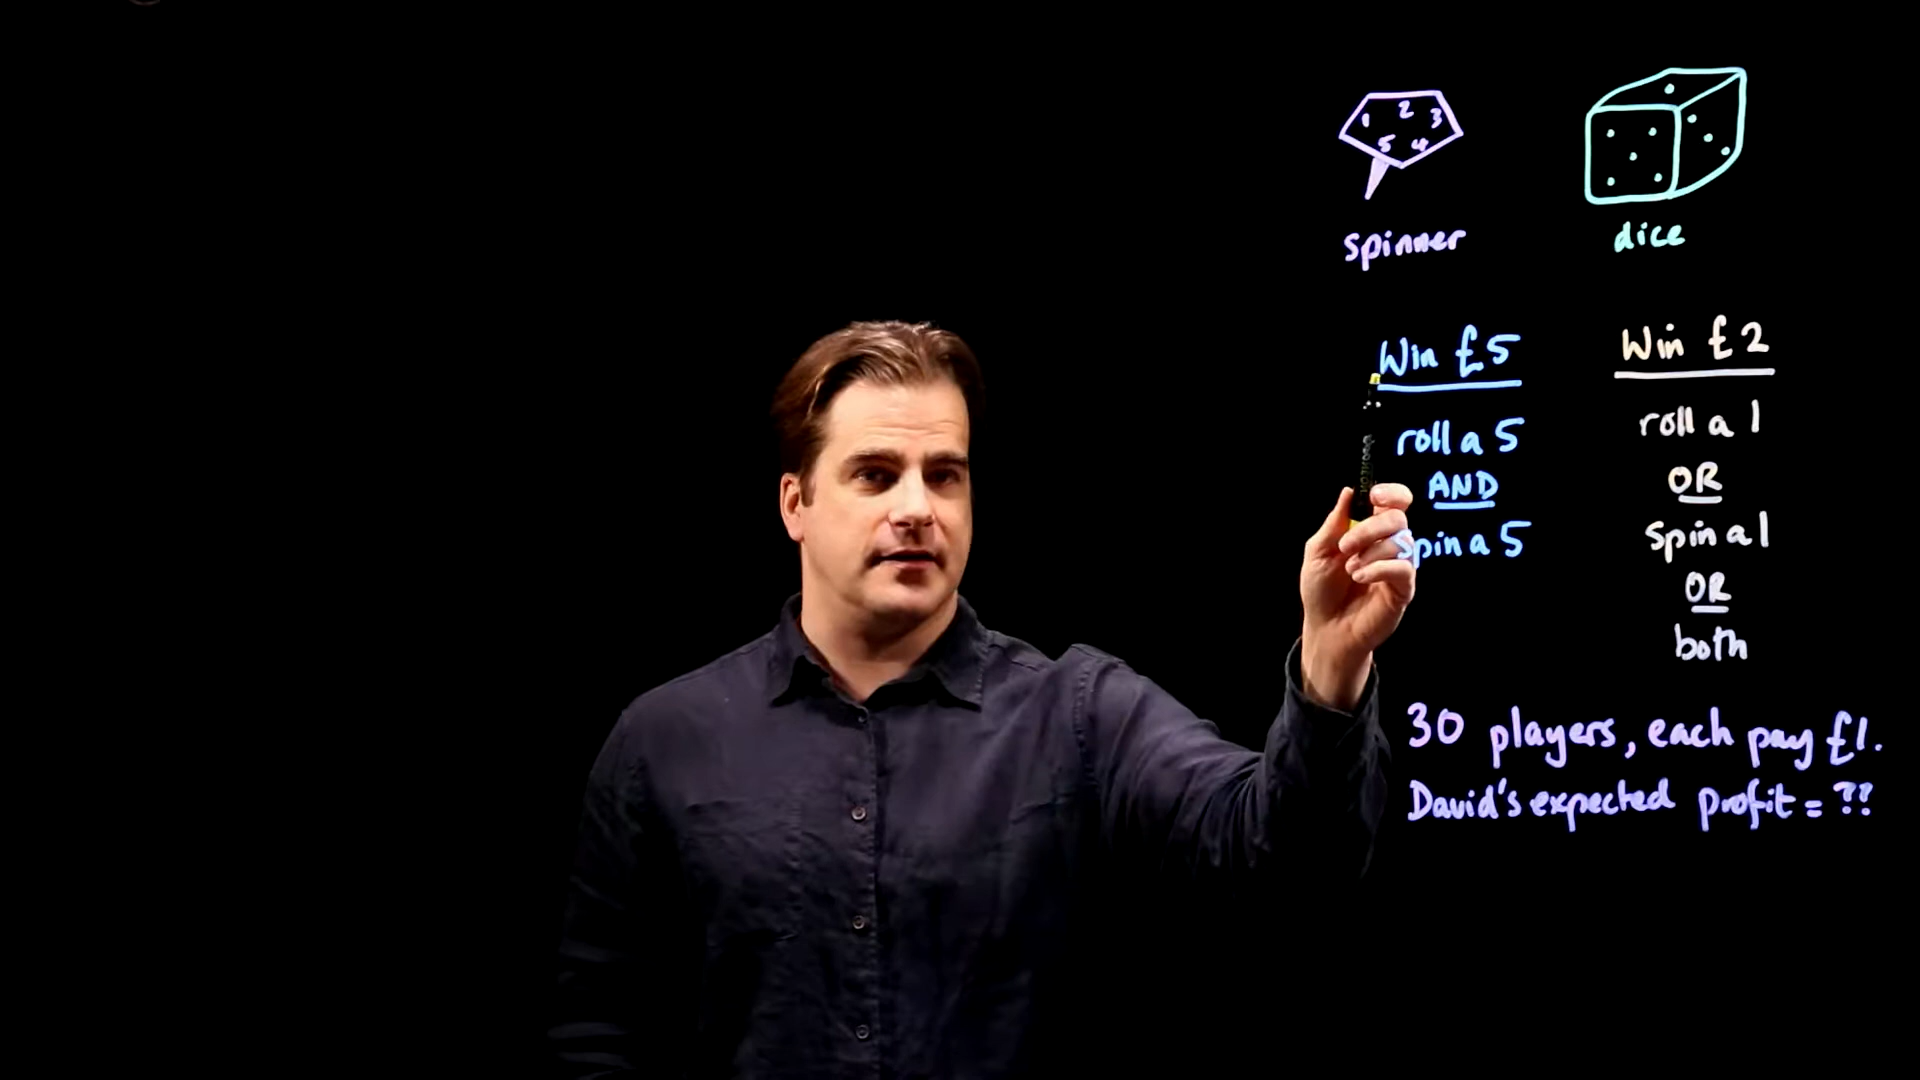 1 2 3
5 4
spinner
dice
Win £5
roll a 5
AND
spin a 5
Win £2
roll a 1
OR
spin a 1
OR
both
30 players, each pay £1.
David's expected profit = ??